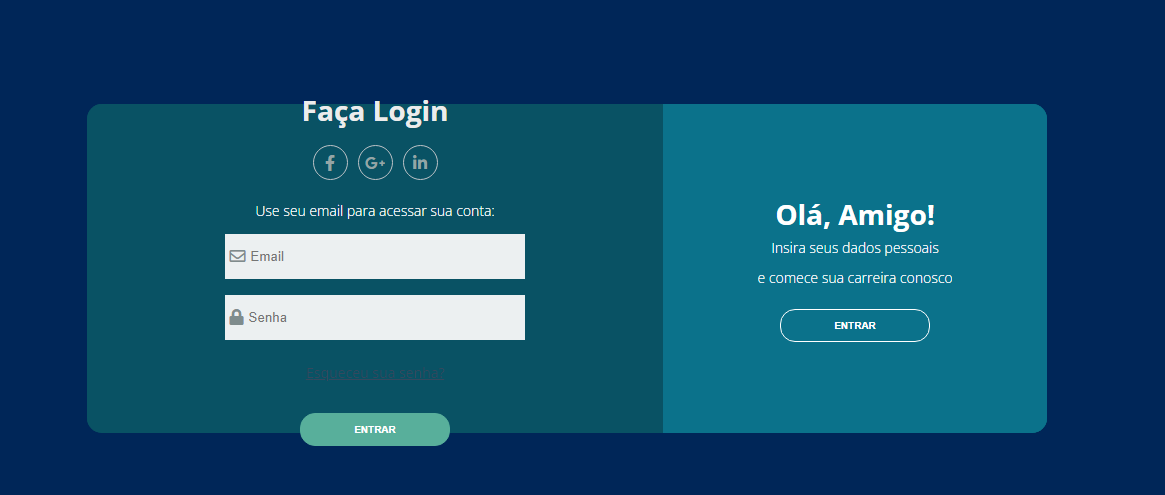 Faça Login
f G+ in
Use seu email para acessar sua conta:
Email
Senha
Esqueceu sua senha?
ENTRAR
Olá, Amigo!
Insira seus dados pessoais
e comece sua carreira conosco
ENTRAR